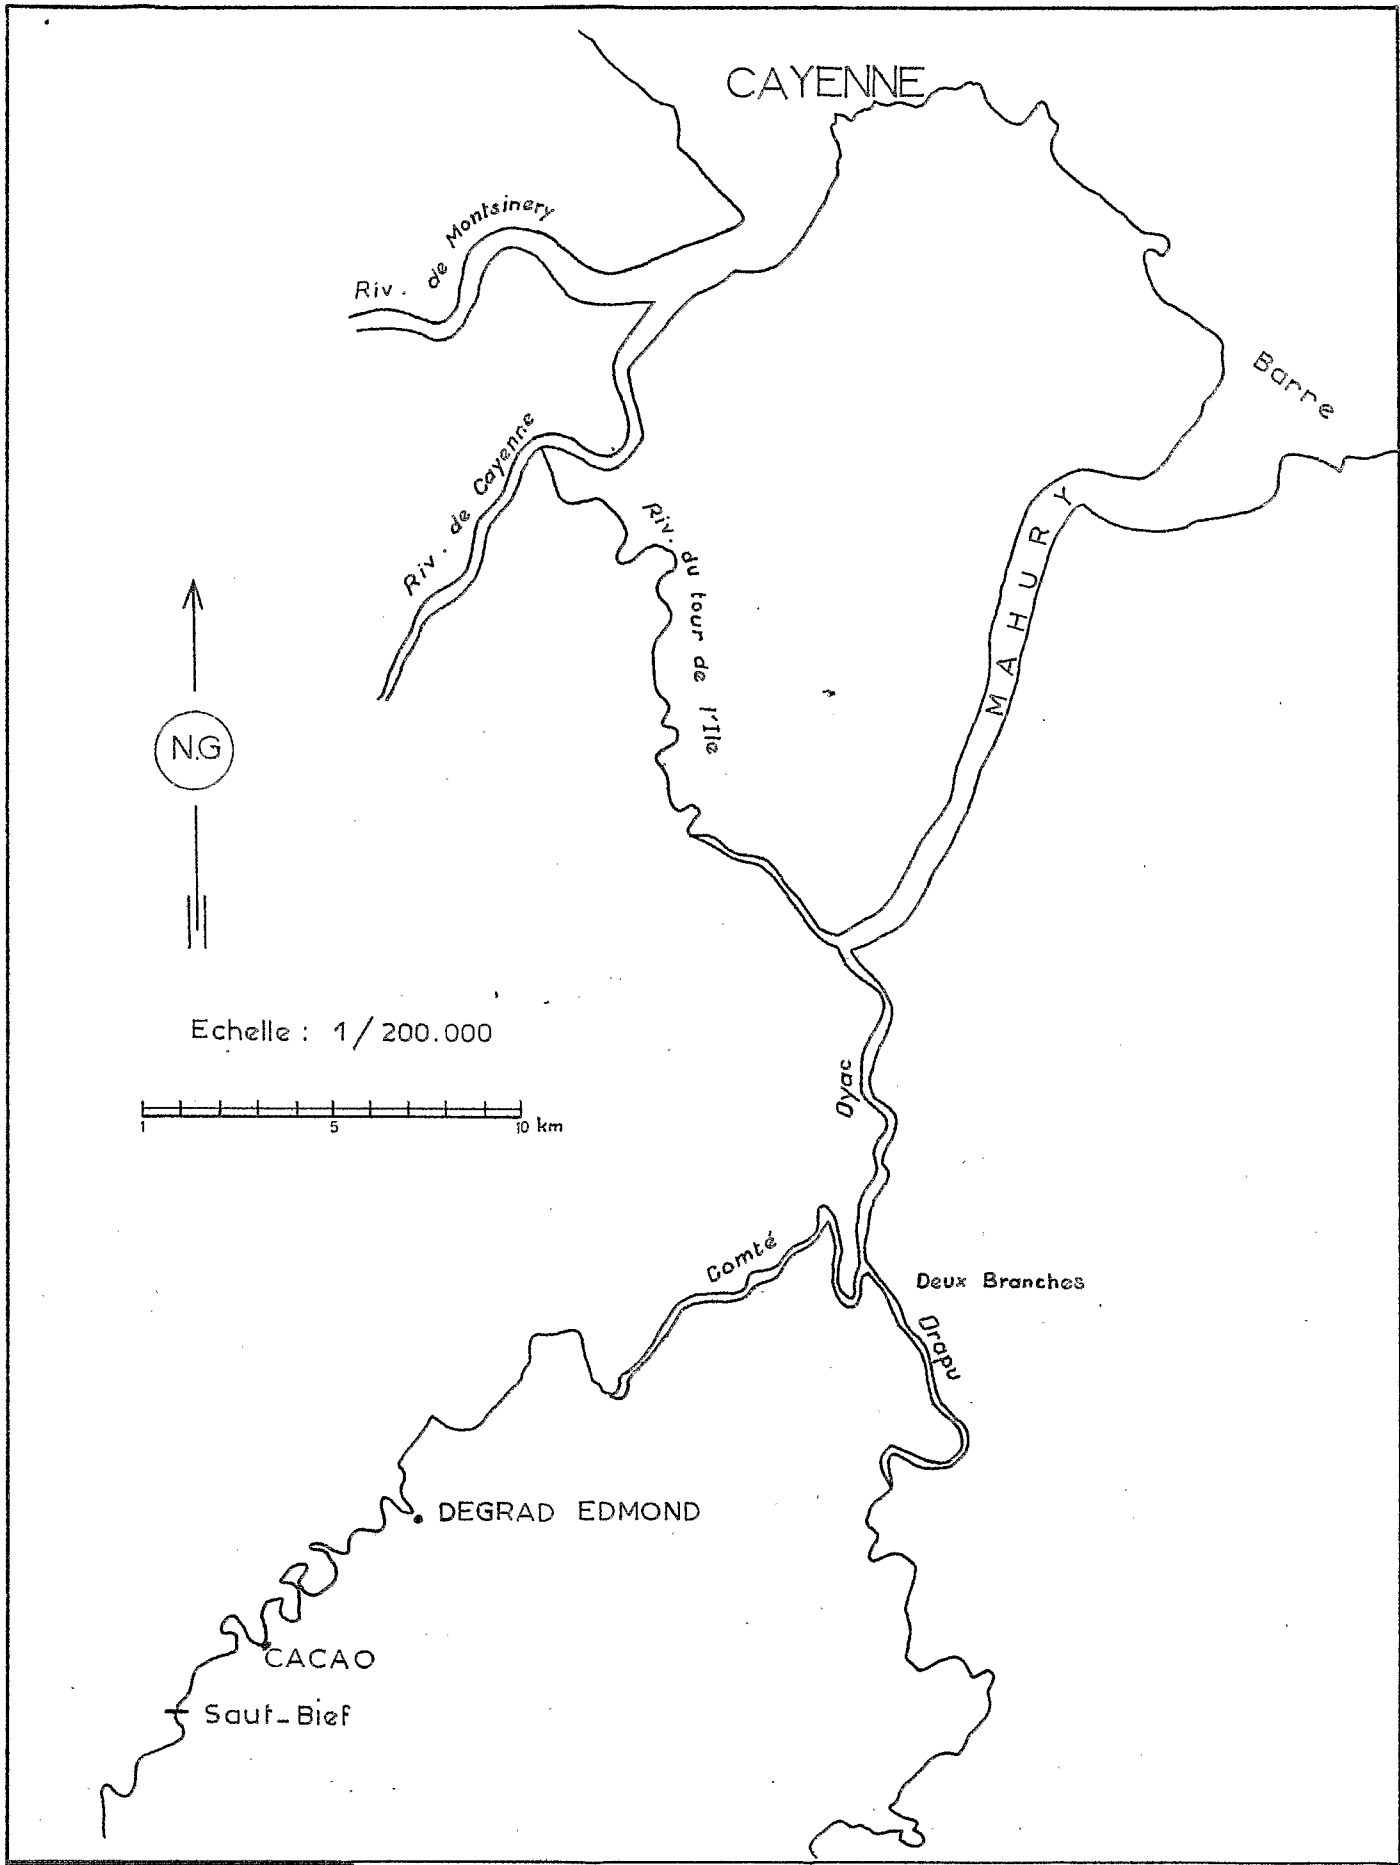 CAYENNE
Riv. de Montsinery
Barre
Riv. de Cayenne
Riv. du tour de l'Ile
MAHURY
N.G
Echelle : 1/200.000
1 5 10 km
Oyac
Comté
Deux Branches
Orapu
DEGRAD EDMOND
CACAO
Saut-Bief